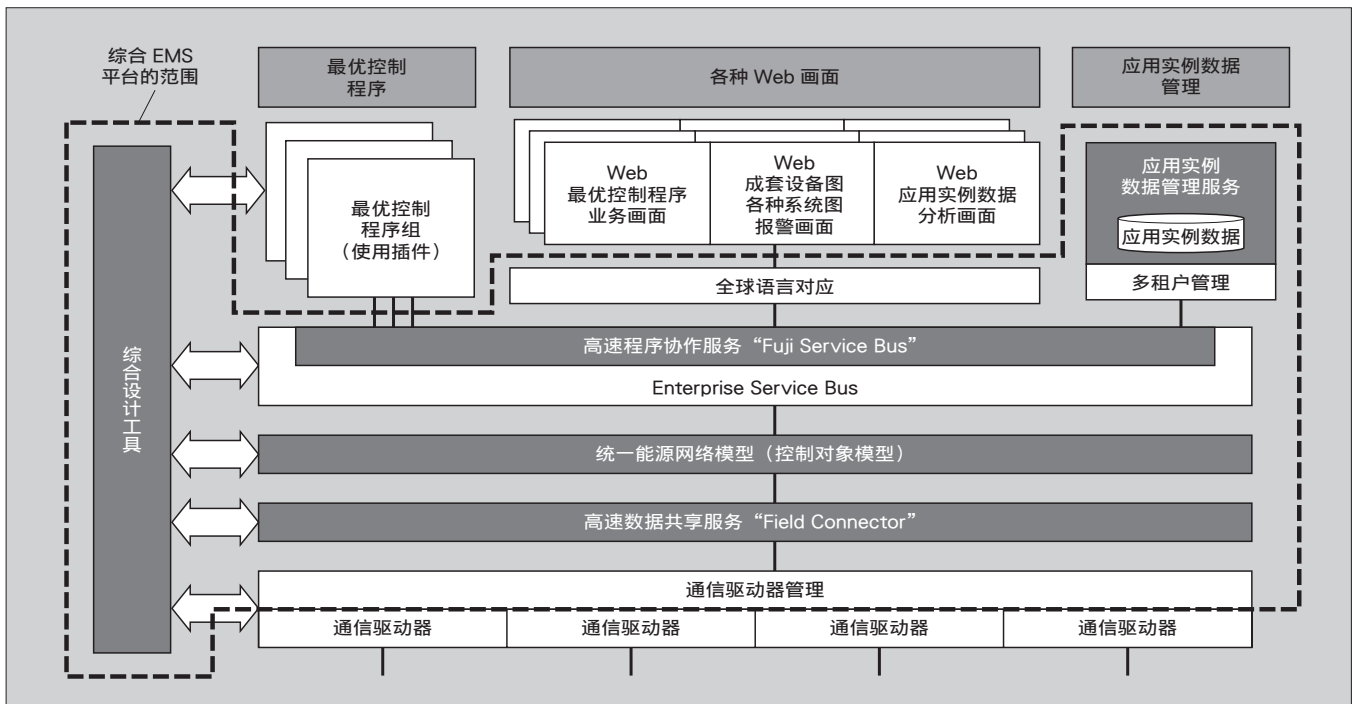 综合 EMS
平台的范围
最优控制
程序
各种 Web 画面
应用实例数据
管理
最优控制
程序组
（使用插件）
Web
最优控制程序
业务画面
Web
成套设备图
各种系统图
报警画面
Web
应用实例数据
分析画面
应用实例
数据管理服务
应用实例数据
多租户管理
全球语言对应
综合设计工具
高速程序协作服务“Fuji Service Bus”
Enterprise Service Bus
统一能源网络模型（控制对象模型）
高速数据共享服务“Field Connector”
通信驱动器管理
通信驱动器
通信驱动器
通信驱动器
通信驱动器